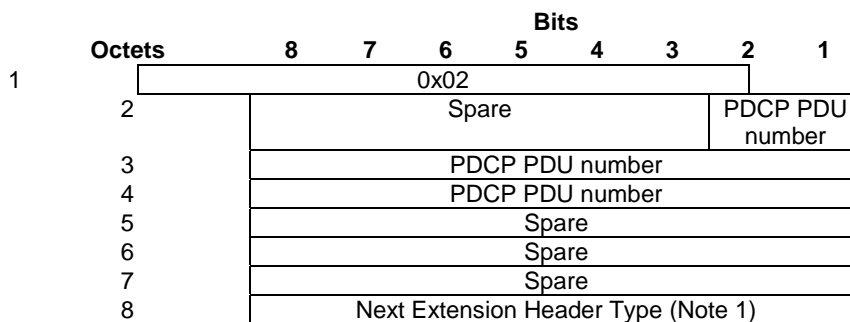 Bits
Octets 8 7 6 5 4 3 2 1
1 0x02
2 Spare PDCP PDU
number
3 PDCP PDU number
4 PDCP PDU number
5 Spare
6 Spare
7 Spare
8 Next Extension Header Type (Note 1)